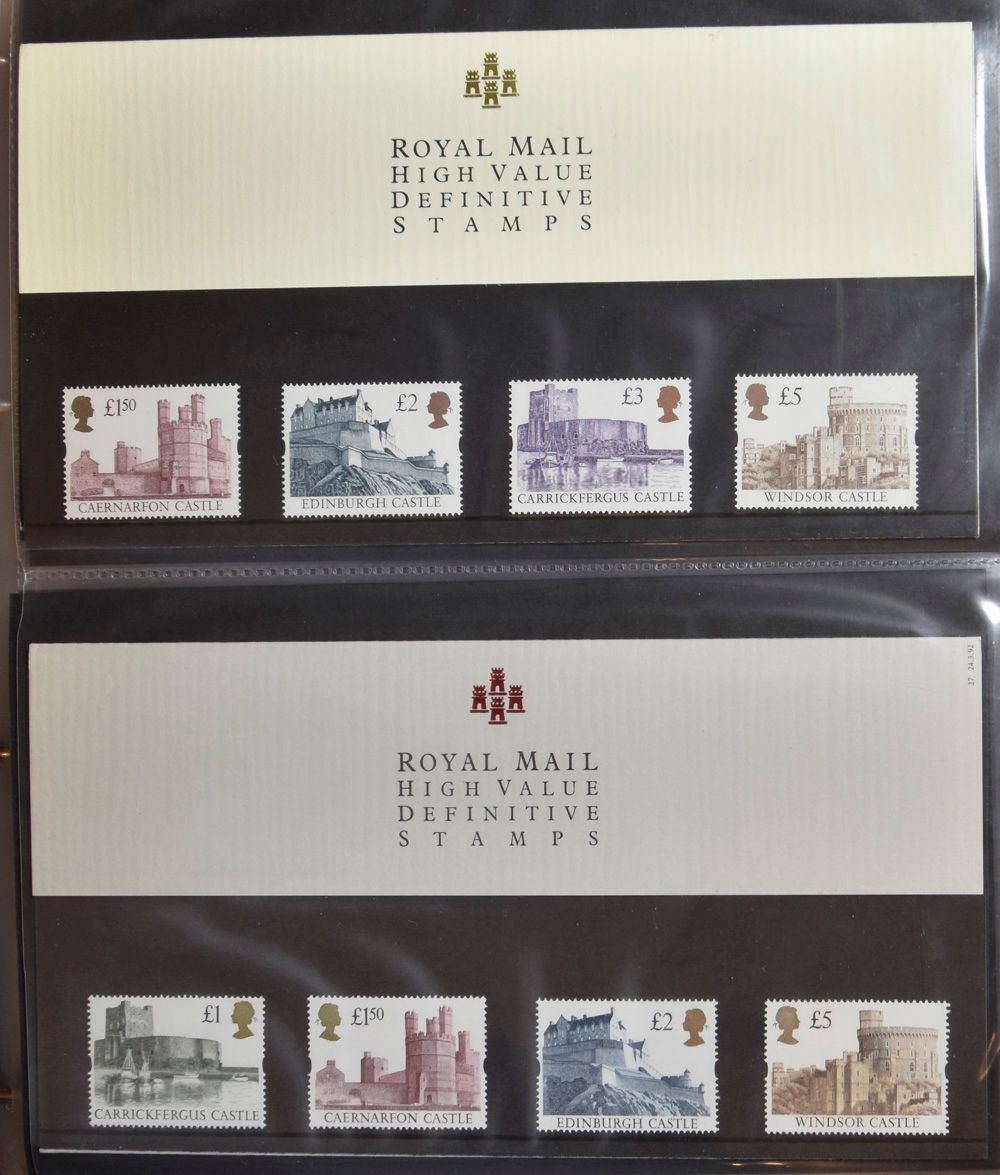 ROYAL MAIL
HIGH VALUE
DEFINITIVE
STAMPS
£1 50
CAERNARFON CASTLE
£2
EDINBURGH CASTLE
£3
CARRICKFERGUS CASTLE
£5
WINDSOR CASTLE
27 24.3.92
ROYAL MAIL
HIGH VALUE
DEFINITIVE
STAMPS
£1
CARRICKFERGUS CASTLE
£1 50
CAERNARFON CASTLE
£2
EDINBURGH CASTLE
£5
WINDSOR CASTLE